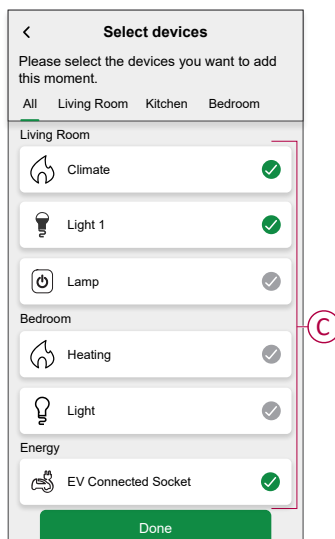 Select devices
Please select the devices you want to add
this moment.
All Living Room Kitchen Bedroom
Living Room
Climate
Light 1
Lamp
Bedroom
Heating
Light
Energy
EV Connected Socket
Done
C